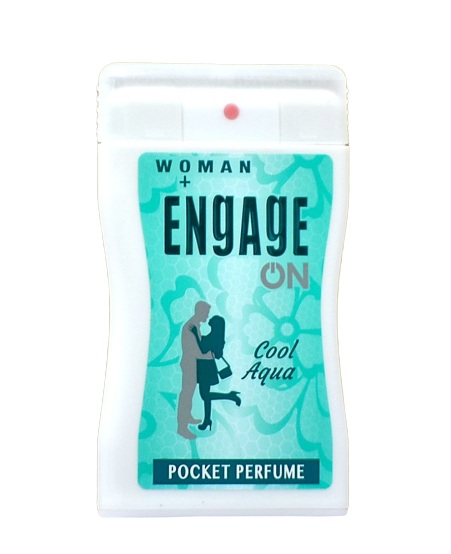 WOMAN
+
ENgAgE
ON
Cool
Aqua
POCKET PERFUME